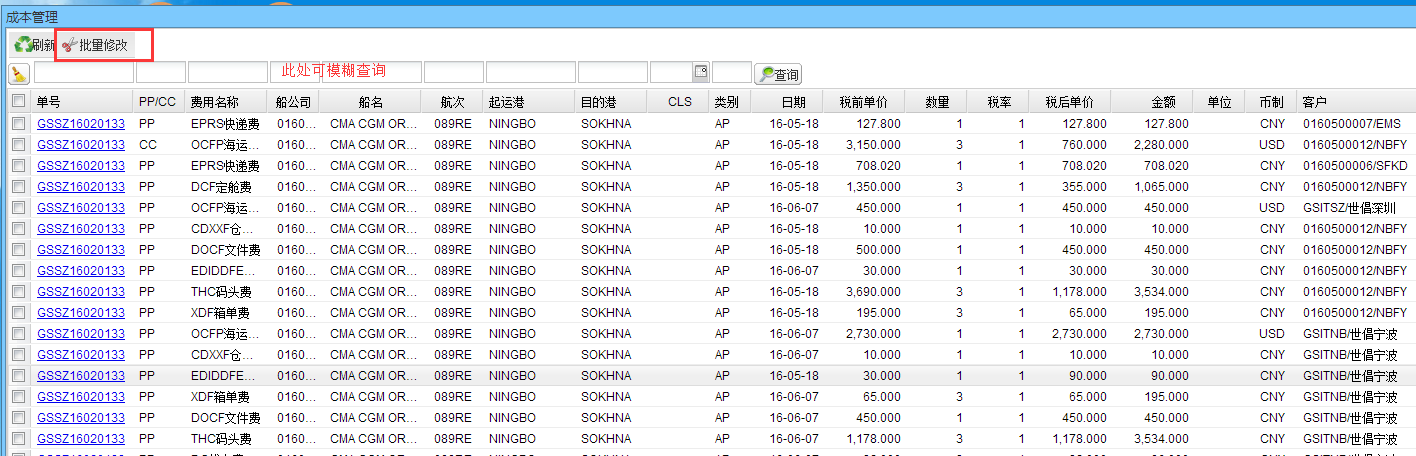 成本管理
刷新 批量修改
此处可模糊查询 查询
单号 PP/CC 费用名称 船公司 船名 航次 起运港 目的港 CLS 类别 日期 税前单价 数量 税率 税后单价 金额 单位 币制 客户
GSSZ16020133 PP EPRS快递费 0160... CMA CGM OR... 089RE NINGBO SOKHNA AP 16-05-18 127.800 1 1 127.800 127.800 CNY 0160500007/EMS
GSSZ16020133 CC OCFP海运... 0160... CMA CGM OR... 089RE NINGBO SOKHNA AP 16-05-18 3,150.000 3 1 760.000 2,280.000 USD 0160500012/NBFY
GSSZ16020133 PP EPRS快递费 0160... CMA CGM OR... 089RE NINGBO SOKHNA AP 16-05-18 708.020 1 1 708.020 708.020 CNY 0160500006/SFKD
GSSZ16020133 PP DCF定舱费 0160... CMA CGM OR... 089RE NINGBO SOKHNA AP 16-05-18 1,350.000 3 1 355.000 1,065.000 CNY 0160500012/NBFY
GSSZ16020133 PP OCFP海运... 0160... CMA CGM OR... 089RE NINGBO SOKHNA AP 16-06-07 450.000 1 1 450.000 450.000 USD GSITSZ/世倡深圳
GSSZ16020133 PP CDXXF仓... 0160... CMA CGM OR... 089RE NINGBO SOKHNA AP 16-05-18 10.000 1 1 10.000 10.000 CNY 0160500012/NBFY
GSSZ16020133 PP DOCF文件费 0160... CMA CGM OR... 089RE NINGBO SOKHNA AP 16-05-18 500.000 1 1 450.000 450.000 CNY 0160500012/NBFY
GSSZ16020133 PP EDIDDFE... 0160... CMA CGM OR... 089RE NINGBO SOKHNA AP 16-06-07 30.000 1 1 30.000 30.000 CNY 0160500012/NBFY
GSSZ16020133 PP THC码头费 0160... CMA CGM OR... 089RE NINGBO SOKHNA AP 16-05-18 3,690.000 3 1 1,178.000 3,534.000 CNY 0160500012/NBFY
GSSZ16020133 PP XDF箱单费 0160... CMA CGM OR... 089RE NINGBO SOKHNA AP 16-05-18 195.000 3 1 65.000 195.000 CNY 0160500012/NBFY
GSSZ16020133 PP OCFP海运... 0160... CMA CGM OR... 089RE NINGBO SOKHNA AP 16-06-07 2,730.000 1 1 2,730.000 2,730.000 USD GSITNB/世倡宁波
GSSZ16020133 PP CDXXF仓... 0160... CMA CGM OR... 089RE NINGBO SOKHNA AP 16-06-07 10.000 1 1 10.000 10.000 CNY GSITNB/世倡宁波
GSSZ16020133 PP EDIDDFE... 0160... CMA CGM OR... 089RE NINGBO SOKHNA AP 16-05-18 30.000 1 1 90.000 90.000 CNY GSITNB/世倡宁波
GSSZ16020133 PP XDF箱单费 0160... CMA CGM OR... 089RE NINGBO SOKHNA AP 16-06-07 65.000 3 1 65.000 195.000 CNY GSITNB/世倡宁波
GSSZ16020133 PP DOCF文件费 0160... CMA CGM OR... 089RE NINGBO SOKHNA AP 16-06-07 450.000 1 1 450.000 450.000 CNY GSITNB/世倡宁波
GSSZ16020133 PP THC码头费 0160... CMA CGM OR... 089RE NINGBO SOKHNA AP 16-06-07 1,178.000 3 1 1,178.000 3,534.000 CNY GSITNB/世倡宁波